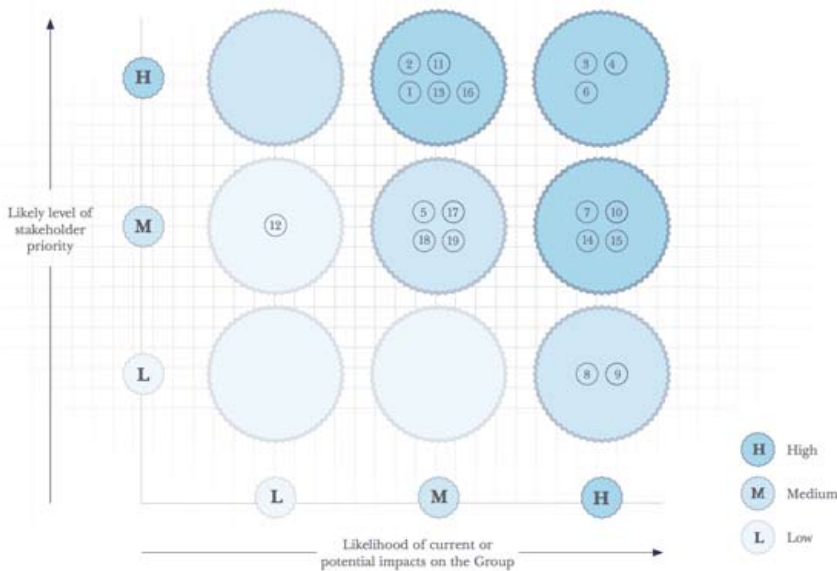 H
2 11
1 13 16
3 4
6
Likely level of
stakeholder
priority
M
12
5 17
18 19
7 10
14 15
L
8 9
L
M
H
Likelihood of current or
potential impacts on the Group
H High
M Medium
L Low